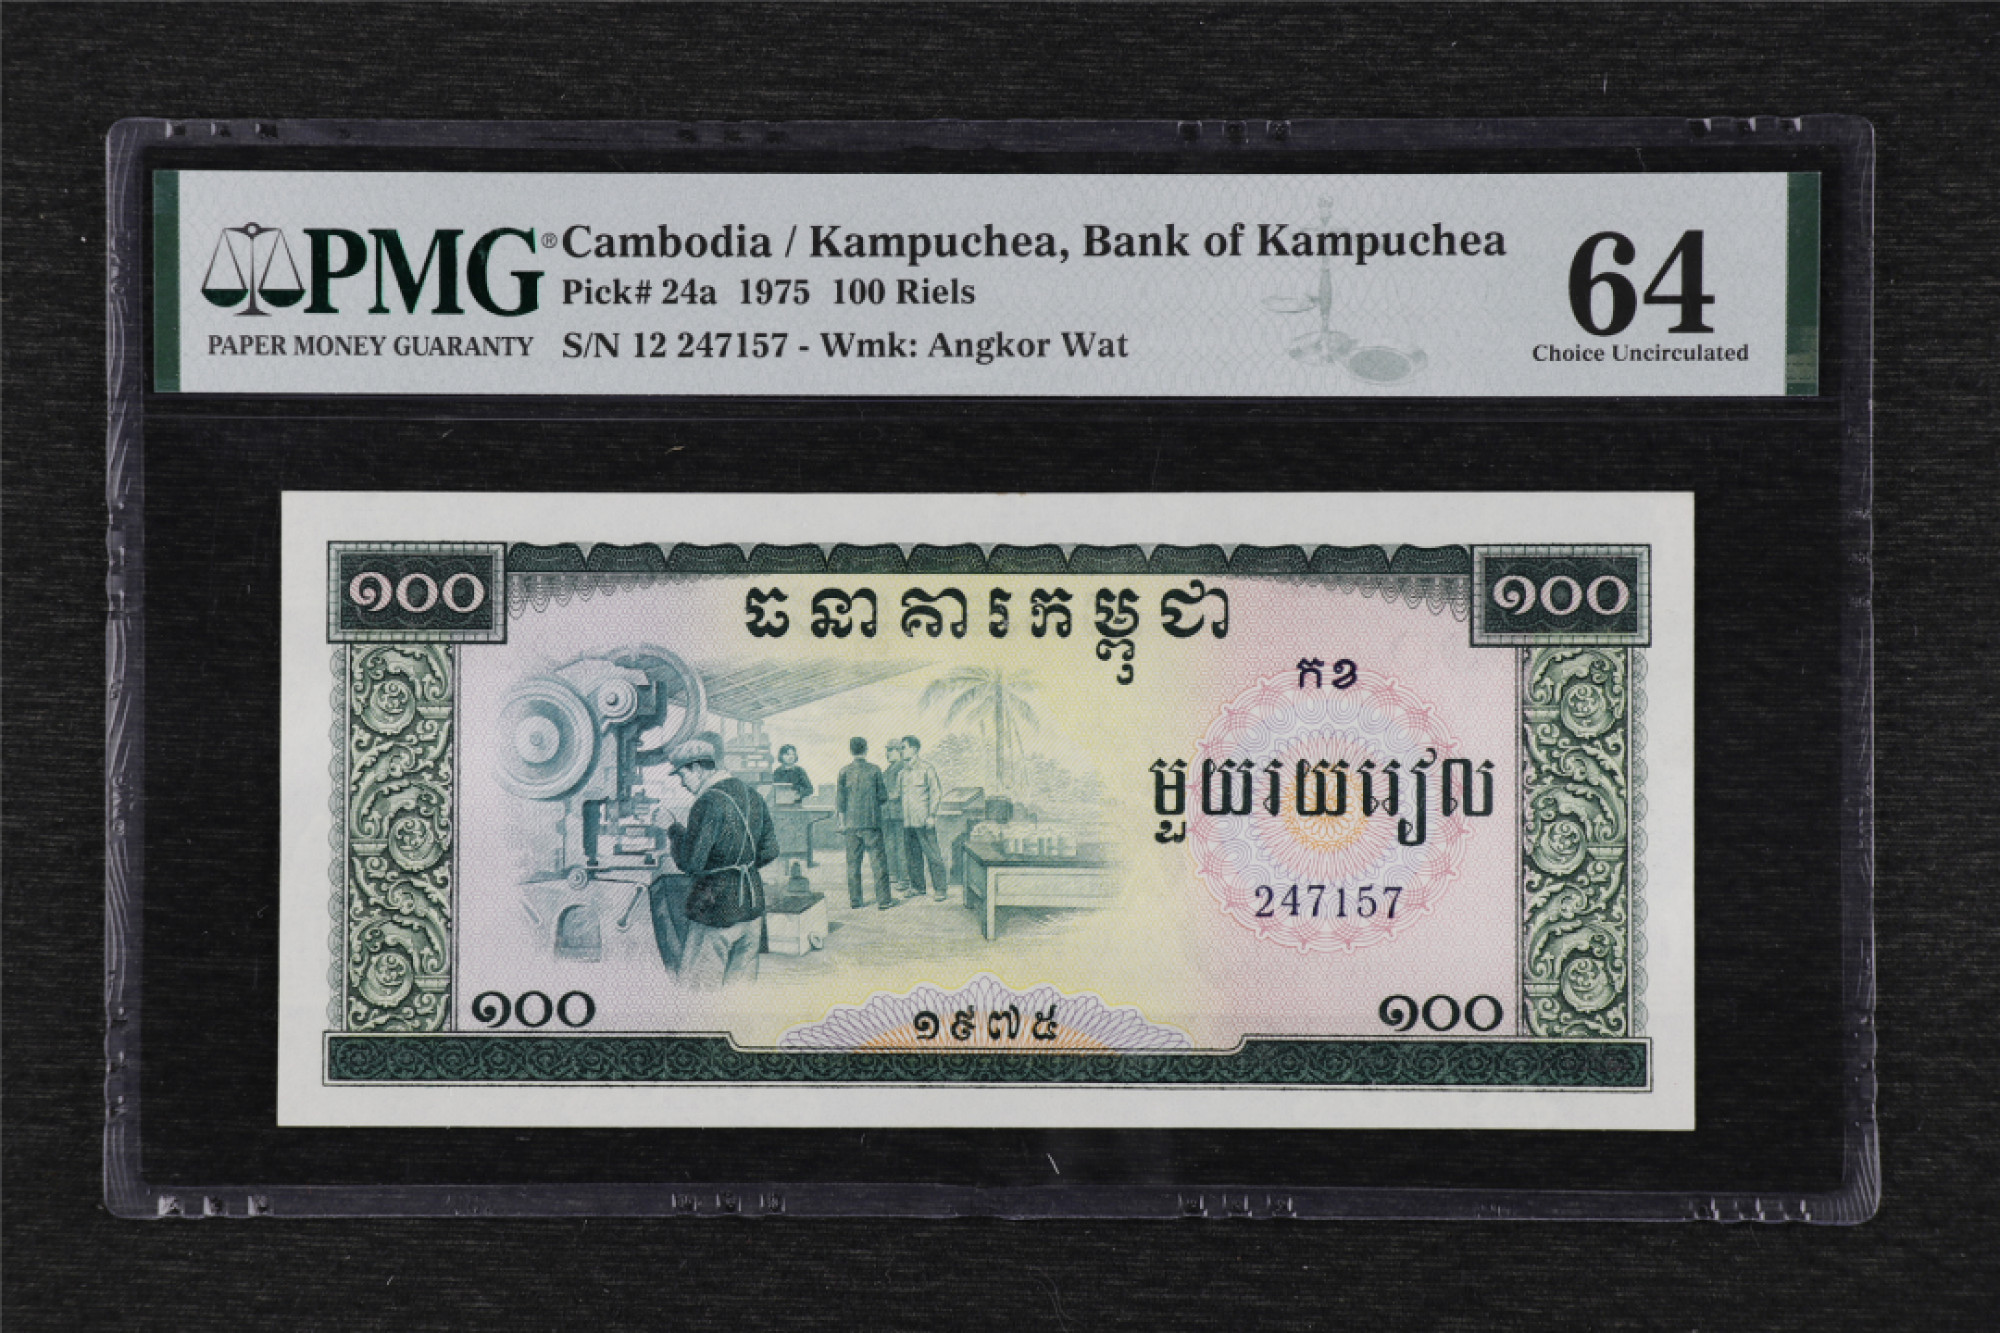 PMG®
PAPER MONEY GUARANTY
Cambodia / Kampuchea, Bank of Kampuchea
Pick# 24a 1975 100 Riels
S/N 12 247157 - Wmk: Angkor Wat
64
Choice Uncirculated
១០០
១០០
ធនាគារកម្ពុជា
កខ
មួយរយរៀល
247157
១០០
១៩៧៥
១០០